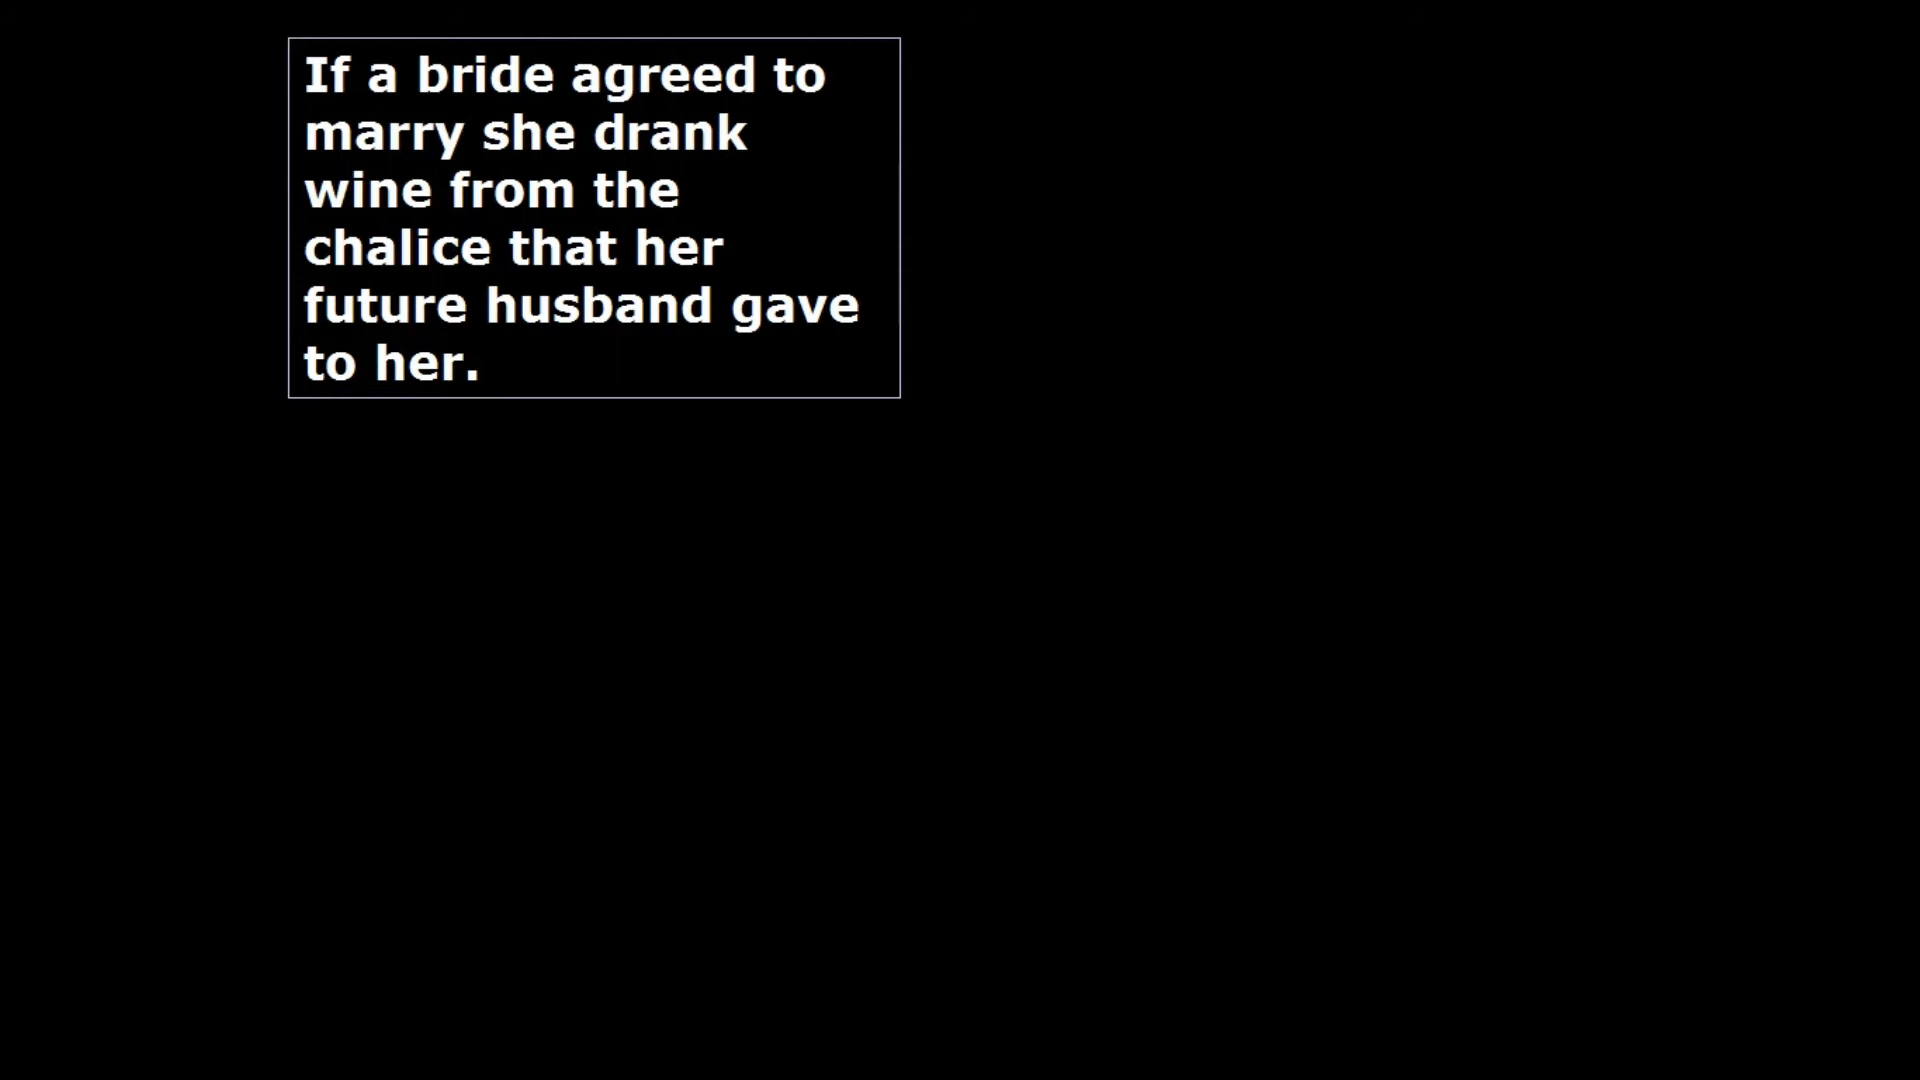 If a bride agreed to
marry she drank
wine from the
chalice that her
future husband gave
to her.